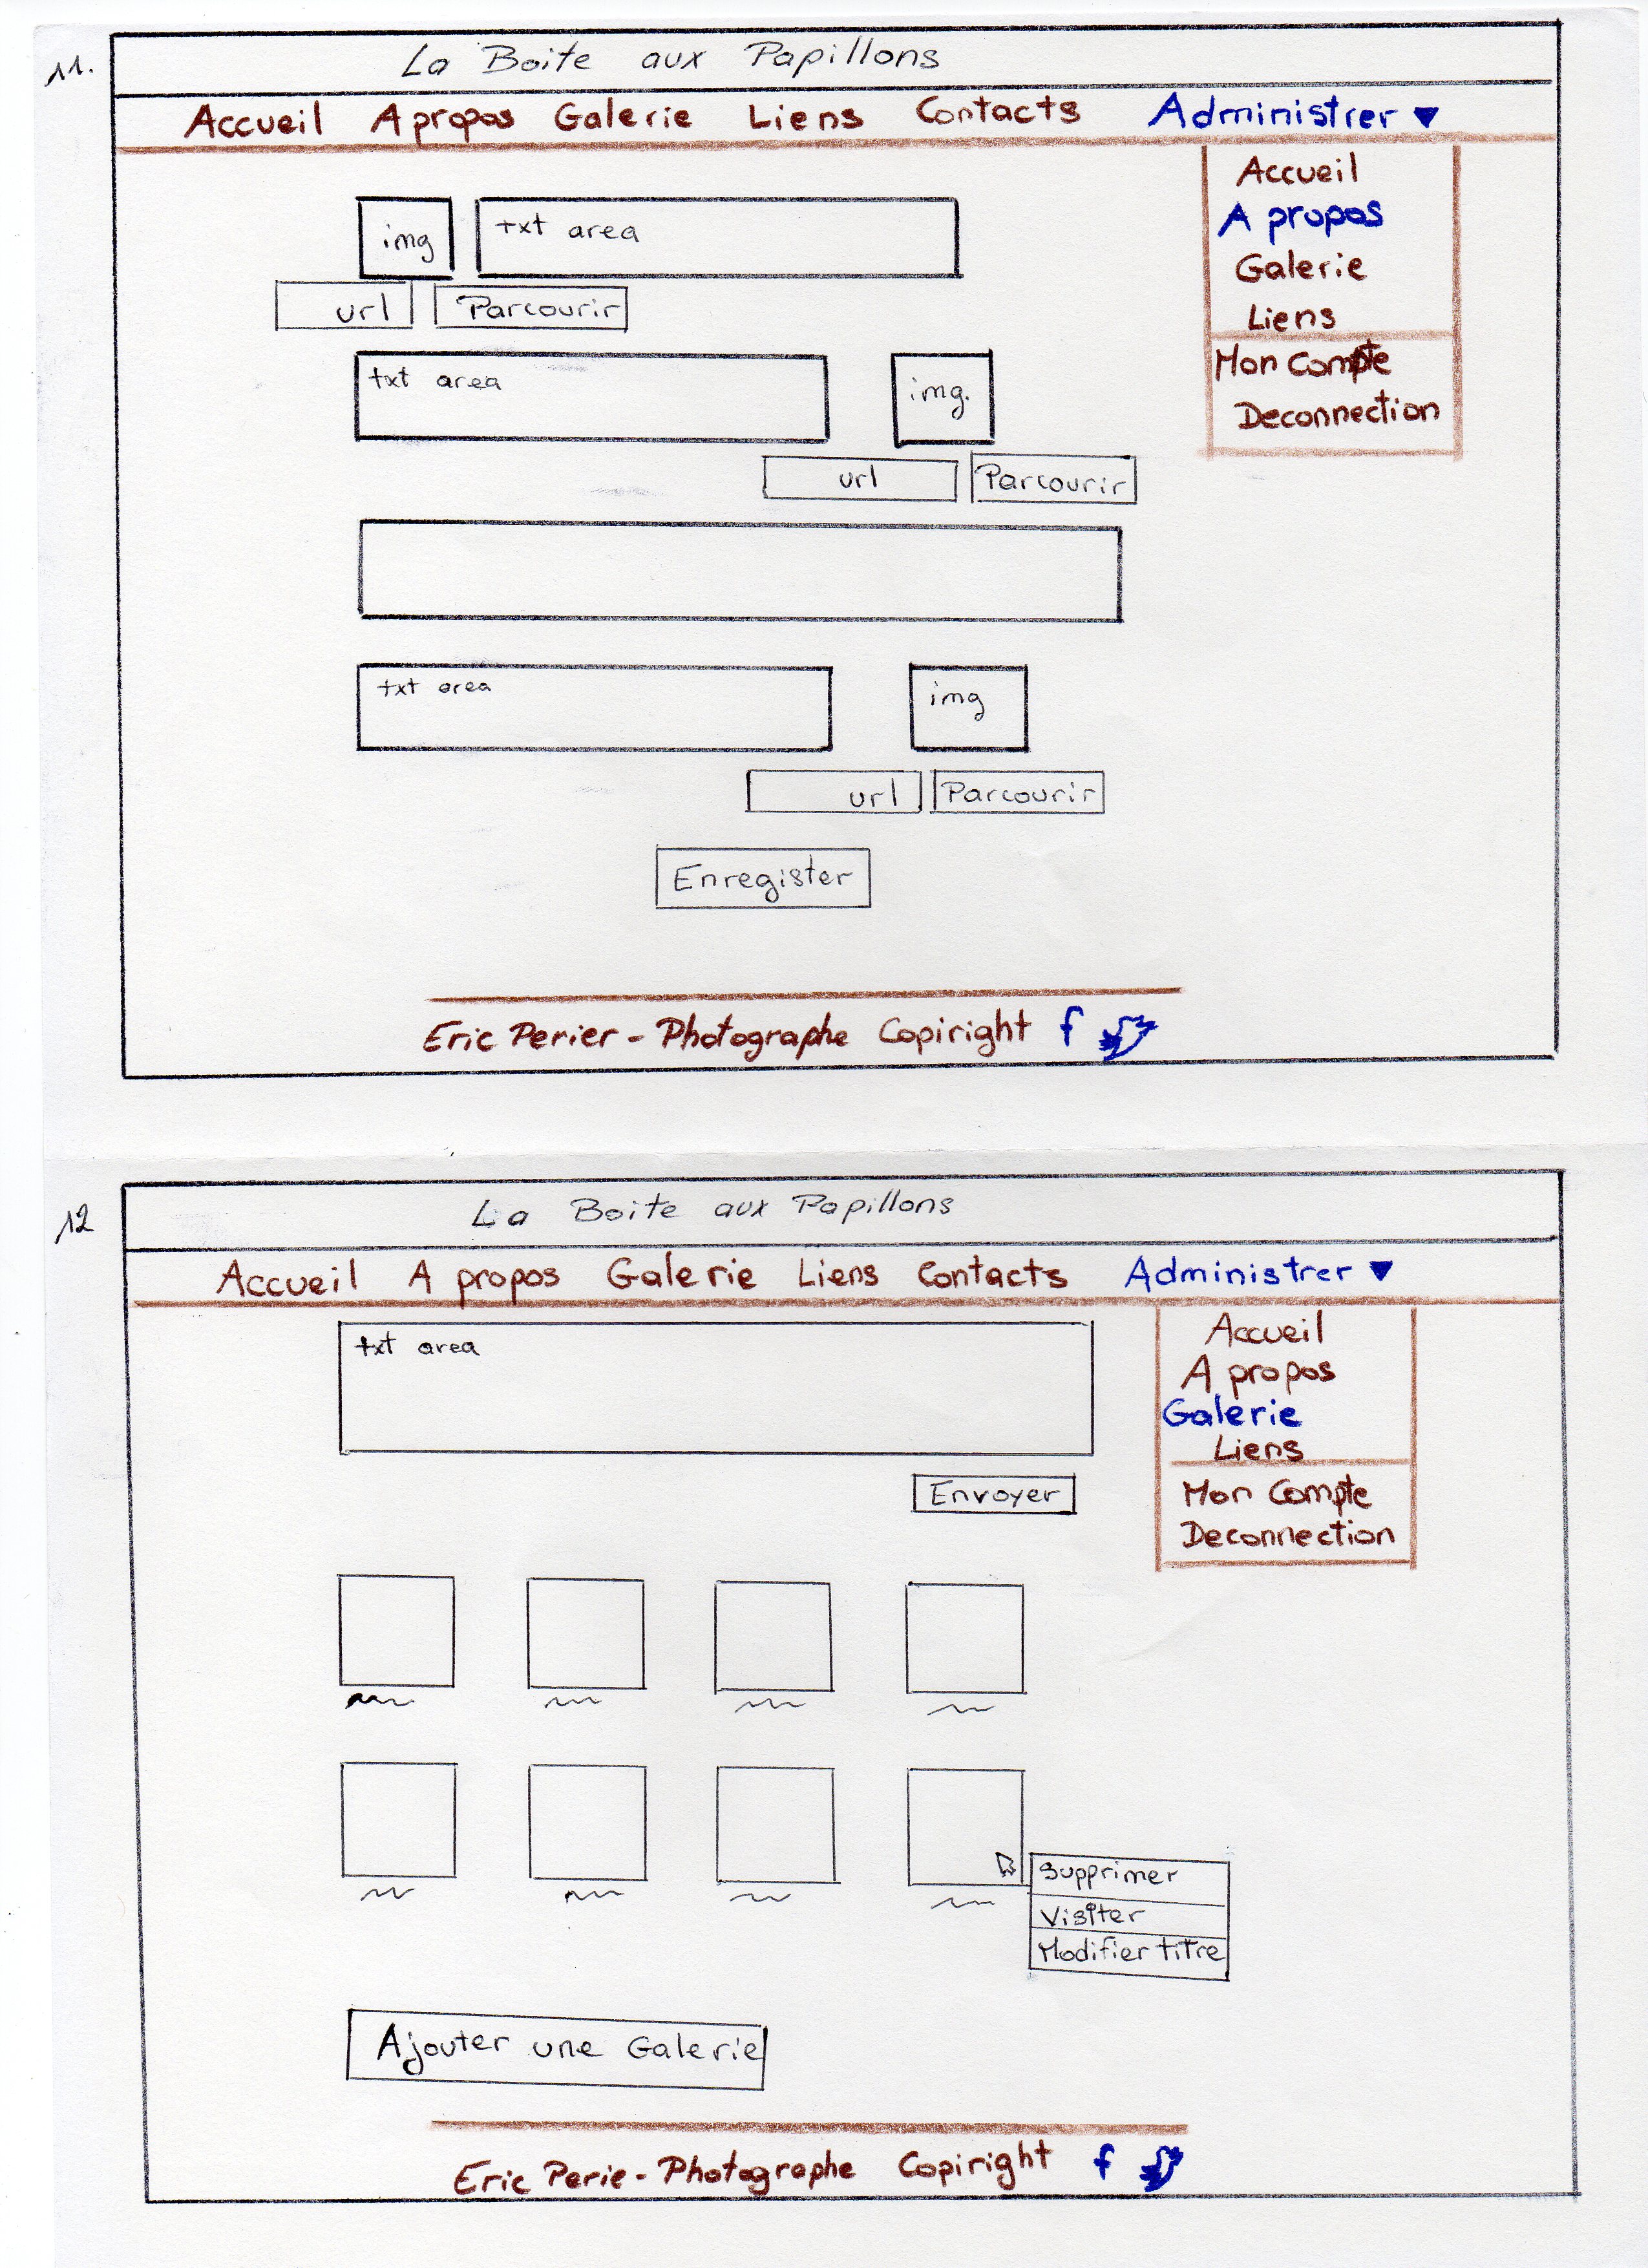 11.
La Boite aux Papillons
Accueil A propos Galerie Liens Contacts Administrer ▼
Accueil
A propos
Galerie
Liens
Mon Compte
Deconnection
img txt area
url Parcourir
txt area img.
url Parcourir
txt area img
url Parcourir
Enregister
Eric Perier - Photographe Copiright f
12
La Boite aux Papillons
Accueil A propos Galerie Liens Contacts Administrer ▼
Accueil
A propos
Galerie
Liens
Mon Compte
Deconnection
txt area
Envoyer
Supprimer
Visiter
Modifier titre
Ajouter une Galerie
Eric Perie - Photographe Copiright f